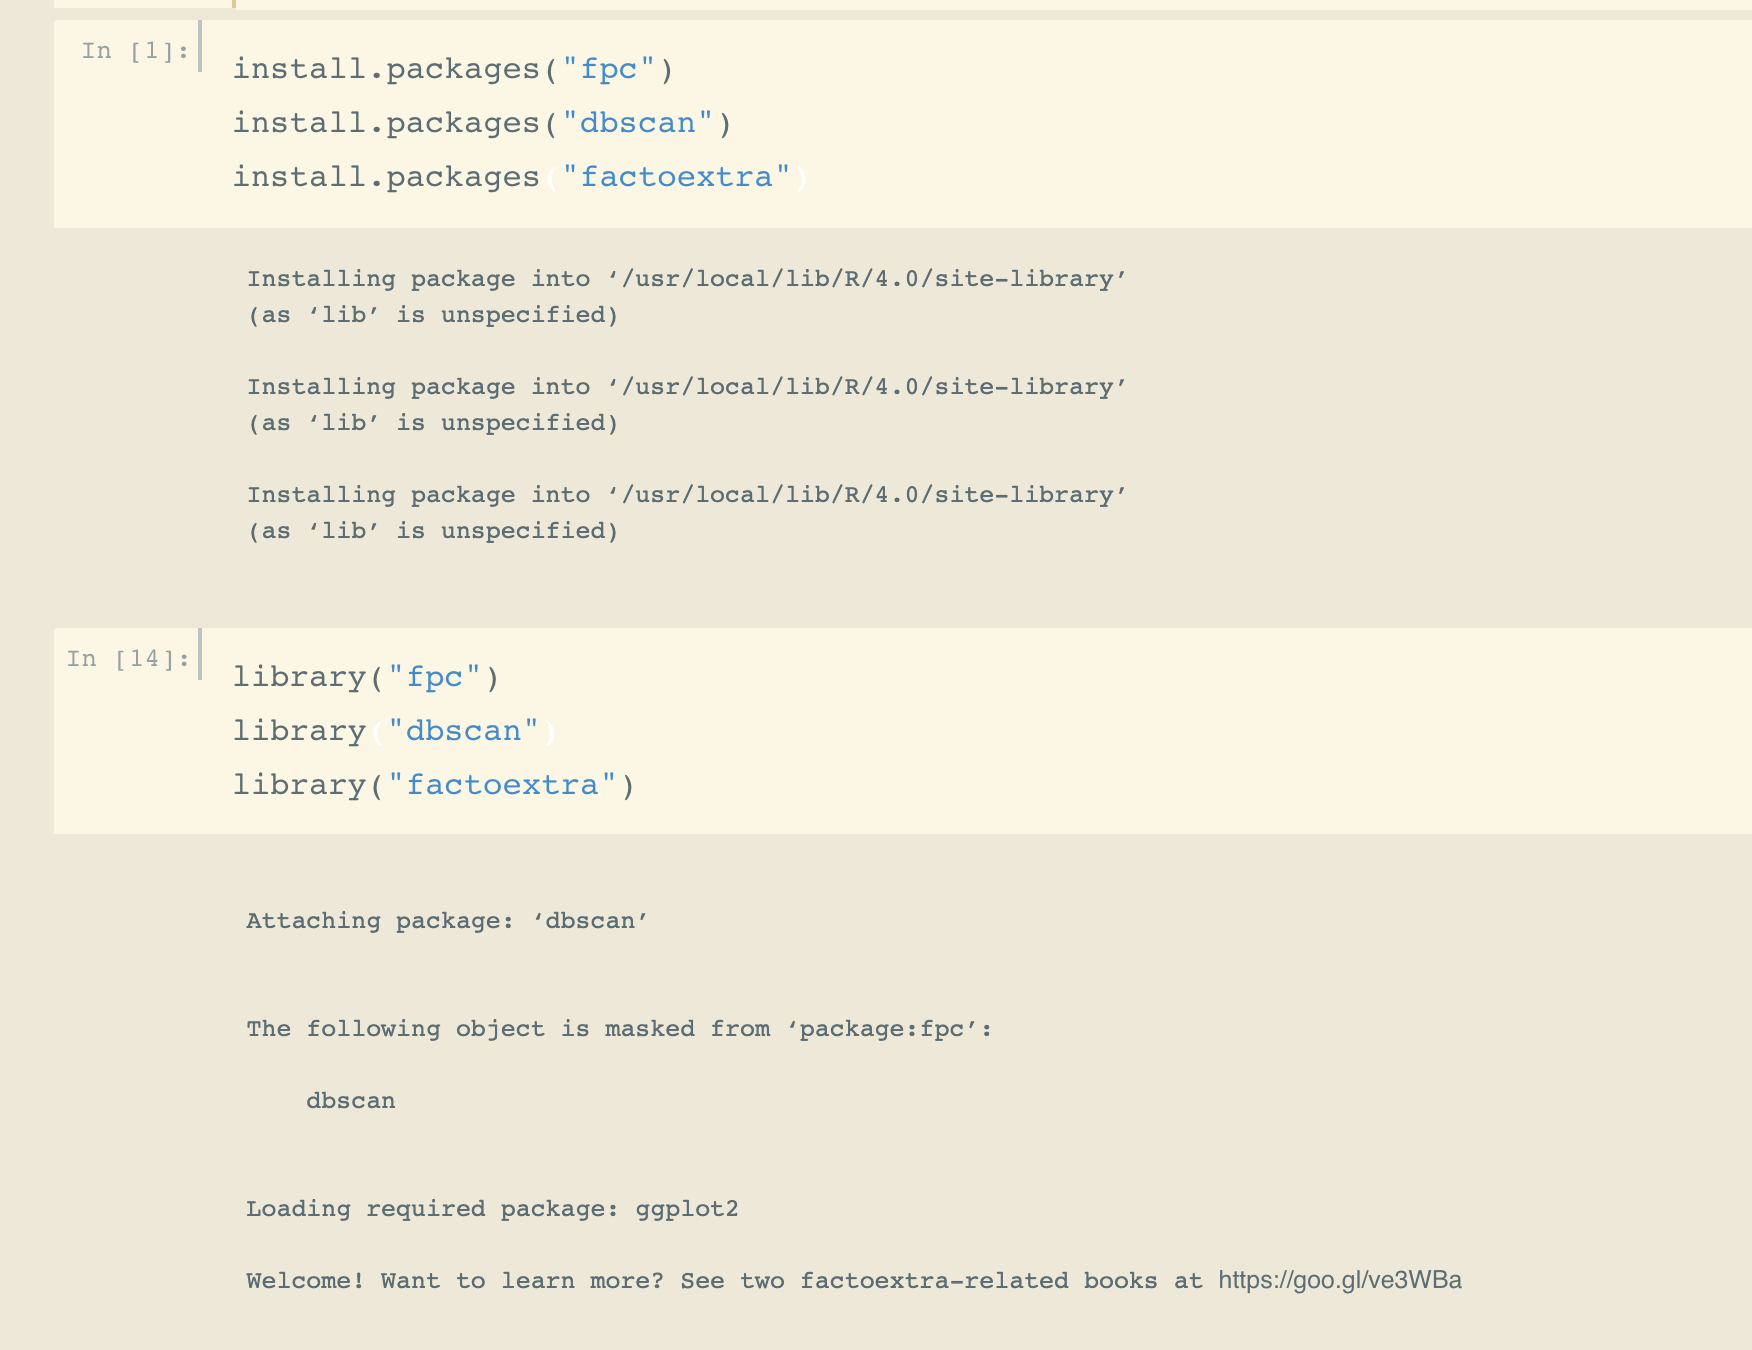 In [1]:
install.packages("fpc")
install.packages("dbscan")
install.packages("factoextra")
Installing package into ‘/usr/local/lib/R/4.0/site-library’
(as ‘lib’ is unspecified)
Installing package into ‘/usr/local/lib/R/4.0/site-library’
(as ‘lib’ is unspecified)
Installing package into ‘/usr/local/lib/R/4.0/site-library’
(as ‘lib’ is unspecified)
In [14]:
library("fpc")
library("dbscan")
library("factoextra")
Attaching package: ‘dbscan’
The following object is masked from ‘package:fpc’:
dbscan
Loading required package: ggplot2
Welcome! Want to learn more? See two factoextra-related books at https://goo.gl/ve3WBa